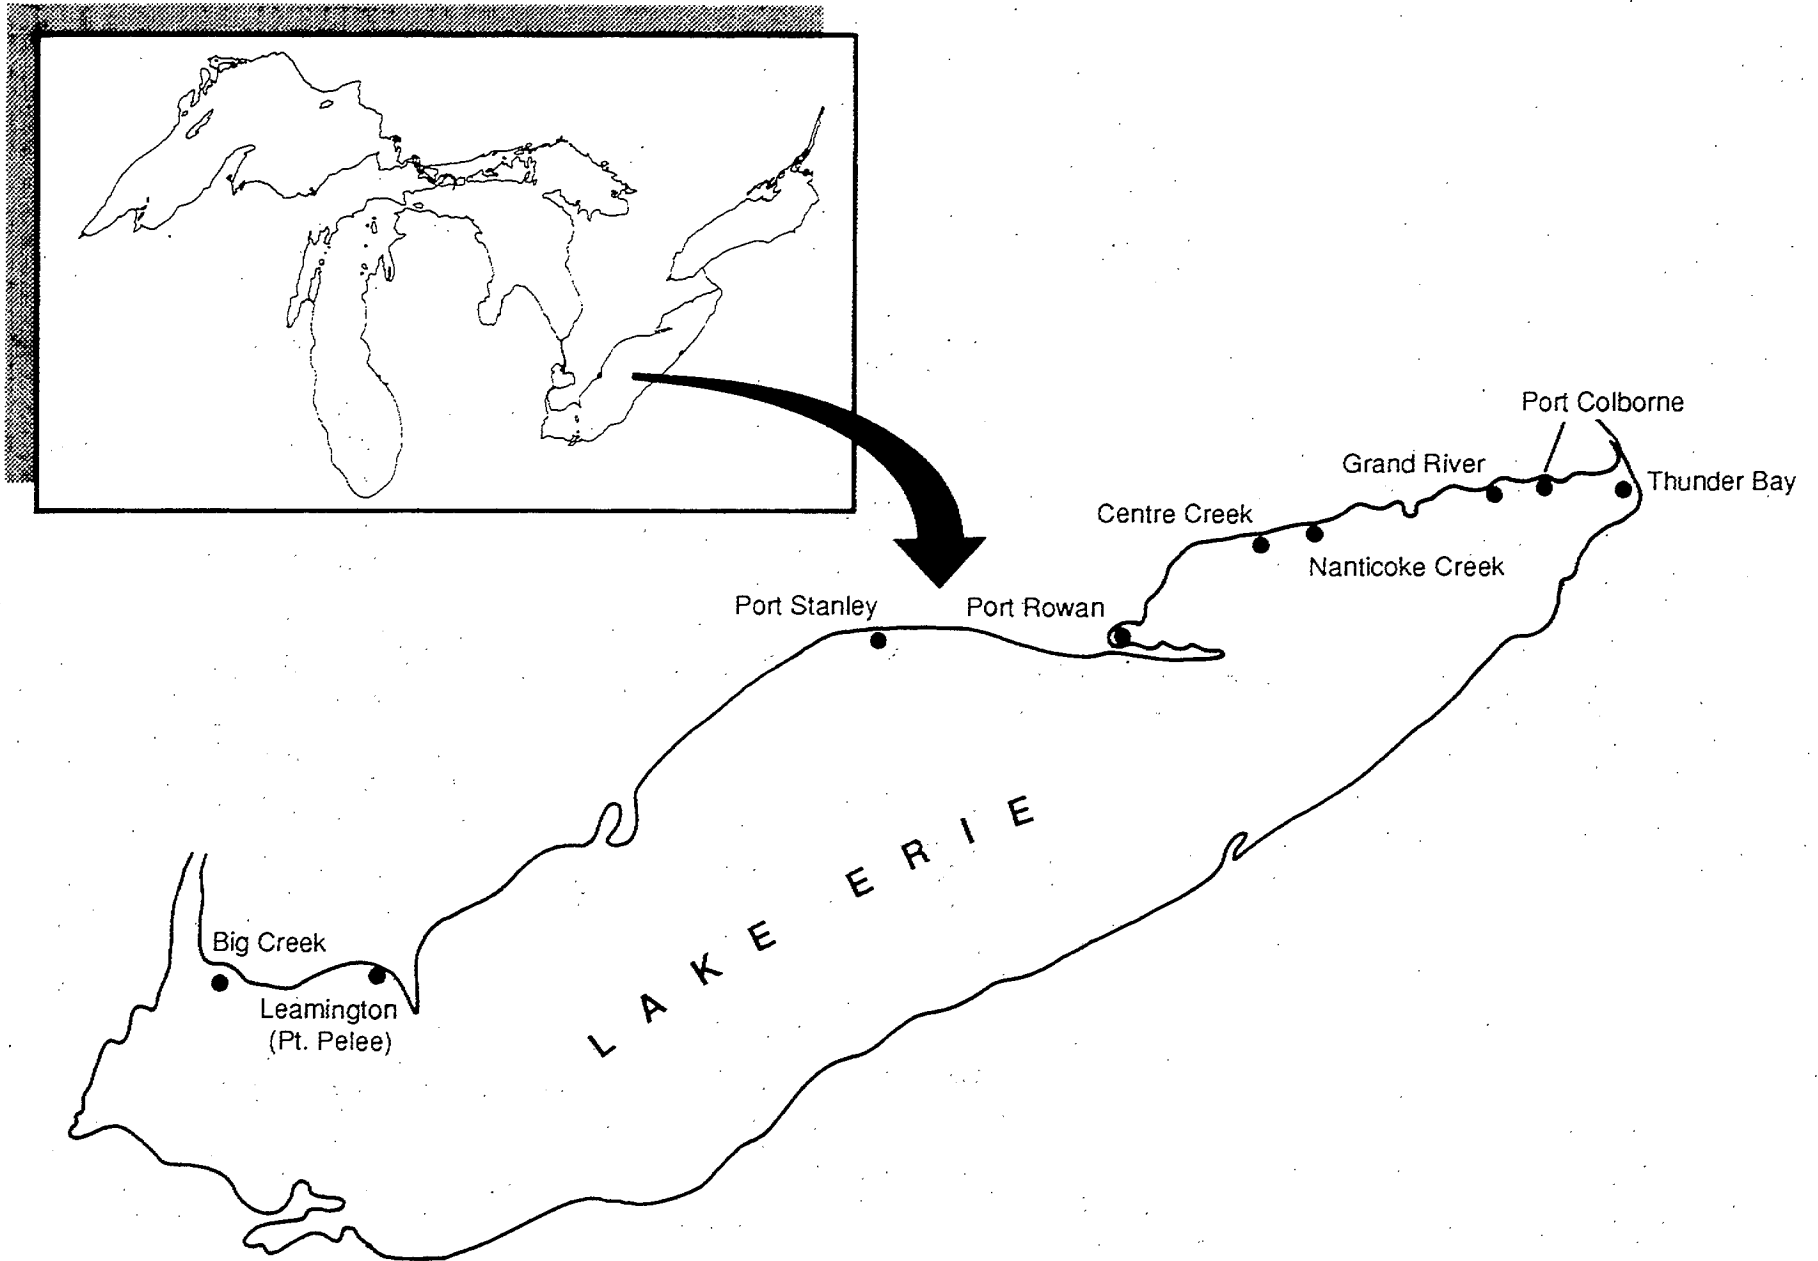 Port Colborne
Grand River
Thunder Bay
Centre Creek
Nanticoke Creek
Port Stanley
Port Rowan
LAKE ERIE
Big Creek
Leamington
(Pt. Pelee)